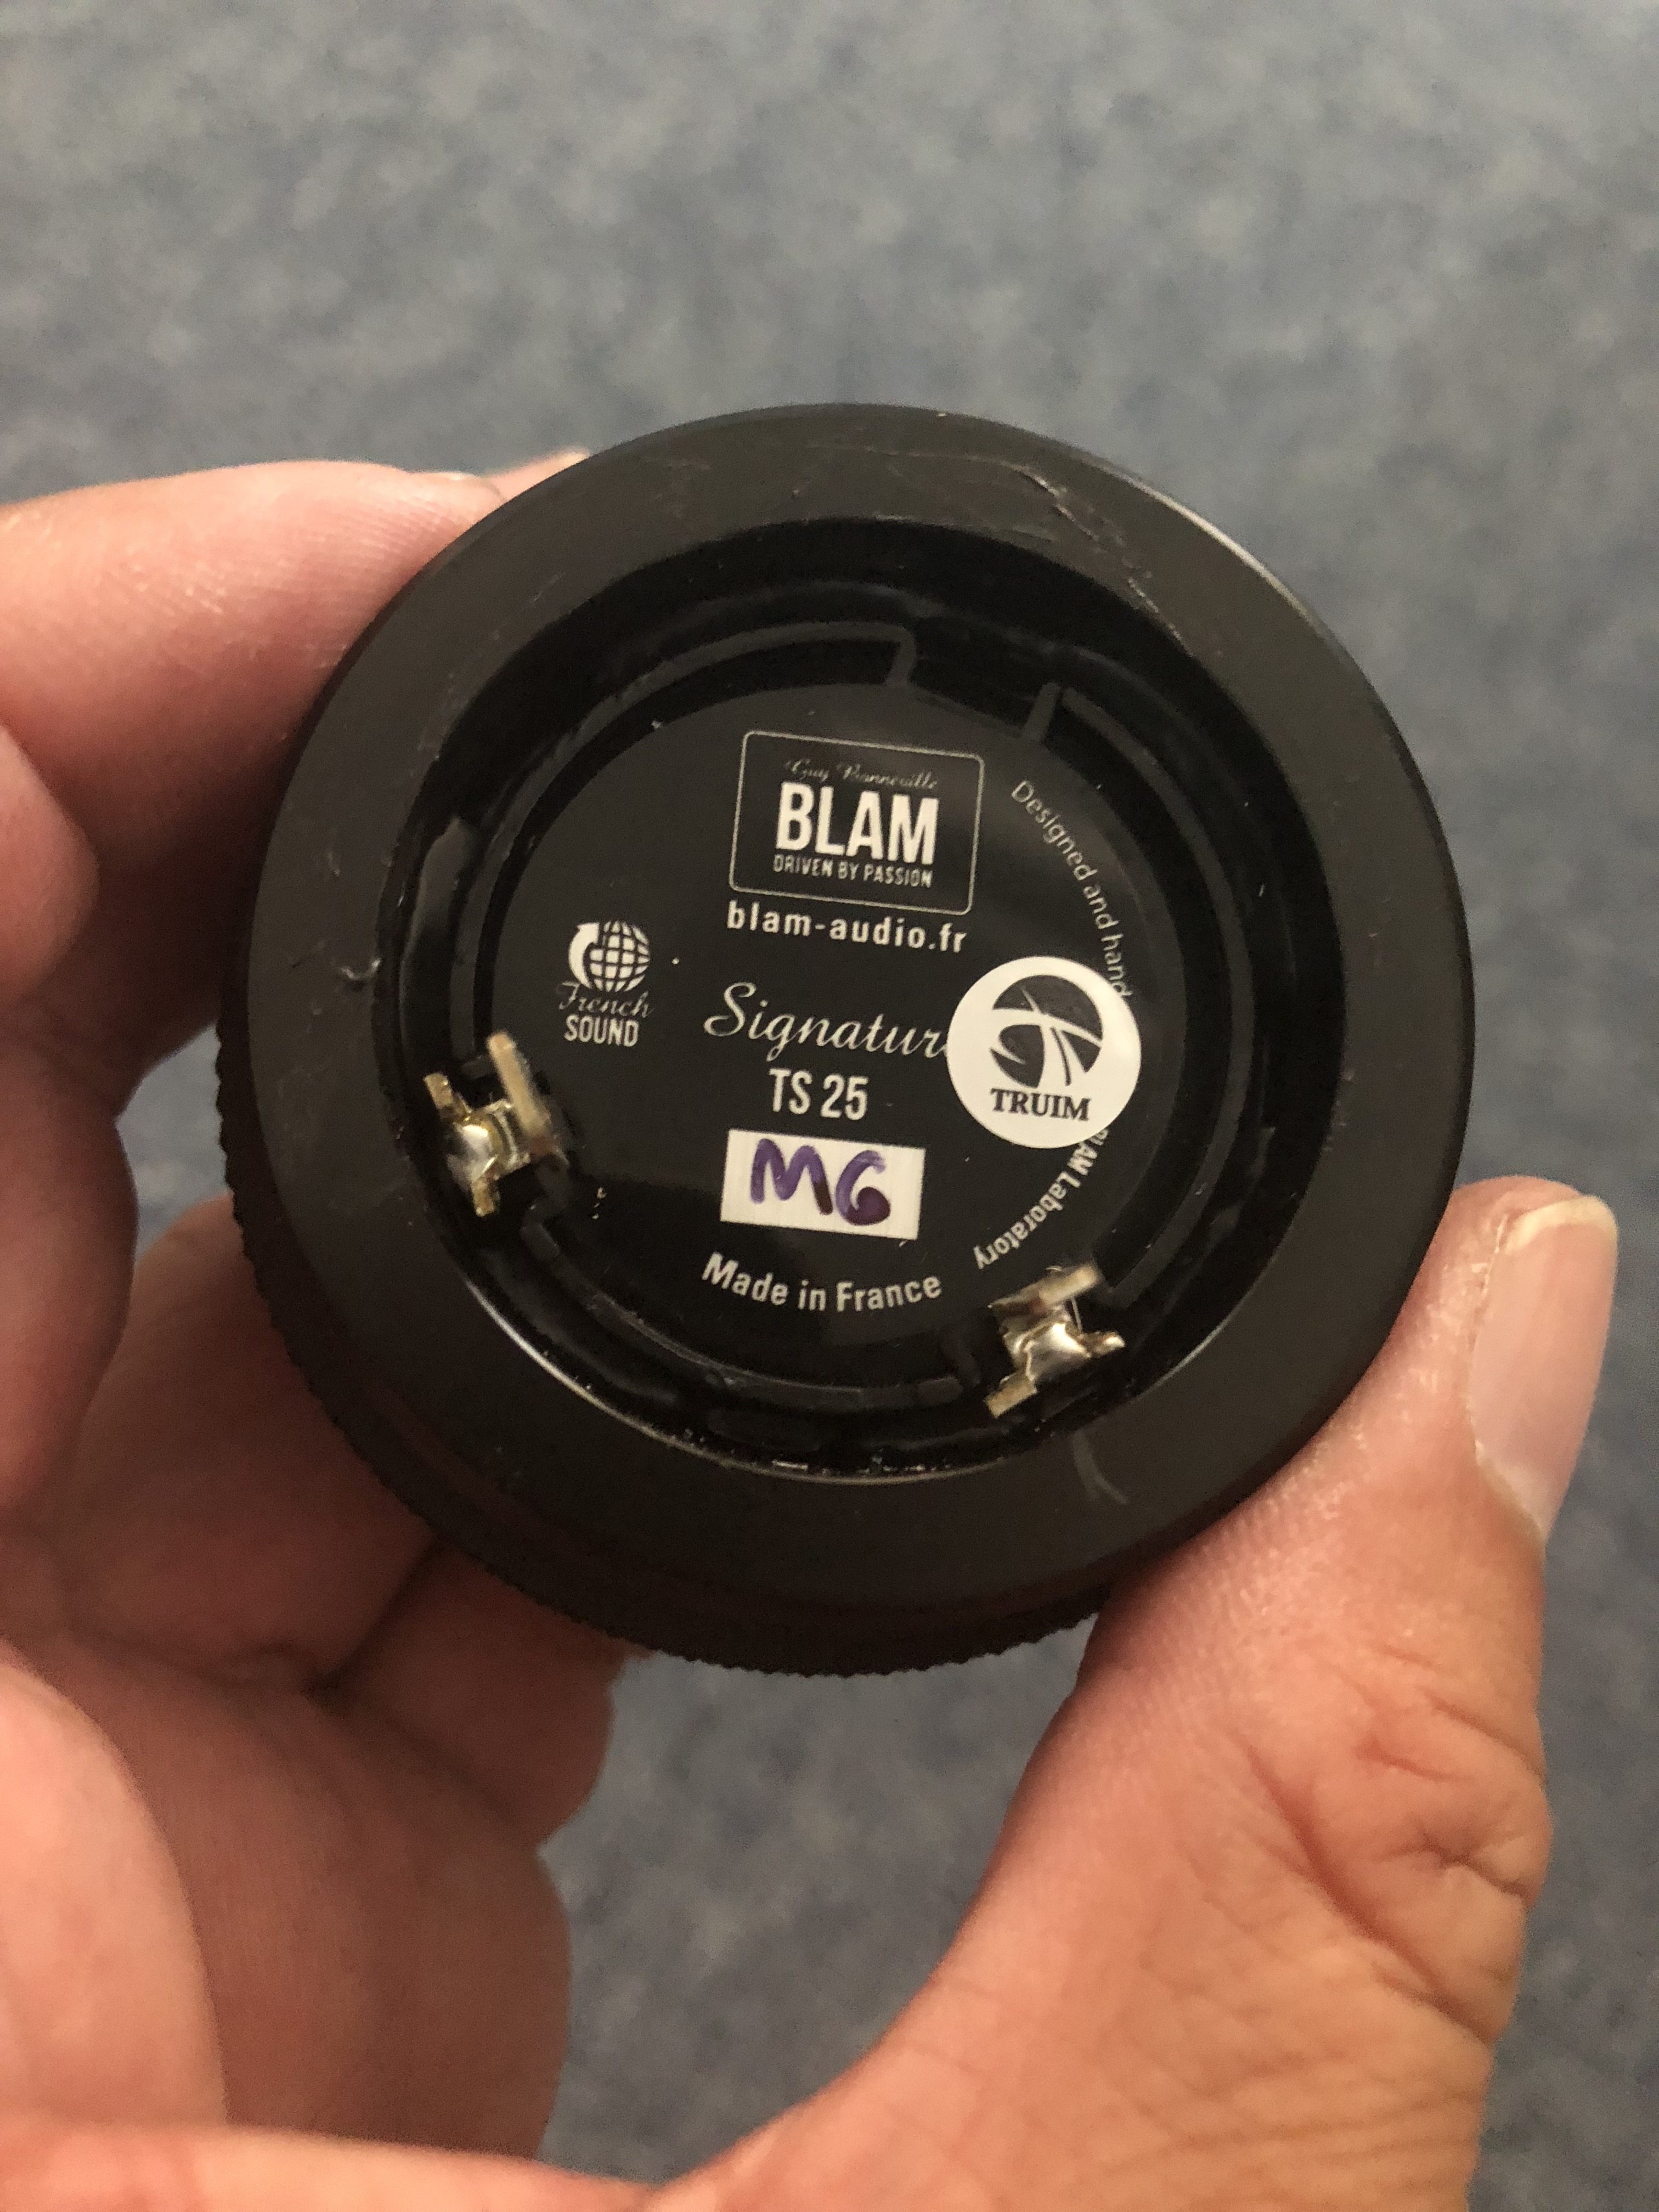 Guy Bonneville
BLAM
DRIVEN BY PASSION
blam-audio.fr
Designed and hand
French
SOUND
Signatur
TS 25
TRUIM
BLAM Laboratory
M6
Made in France